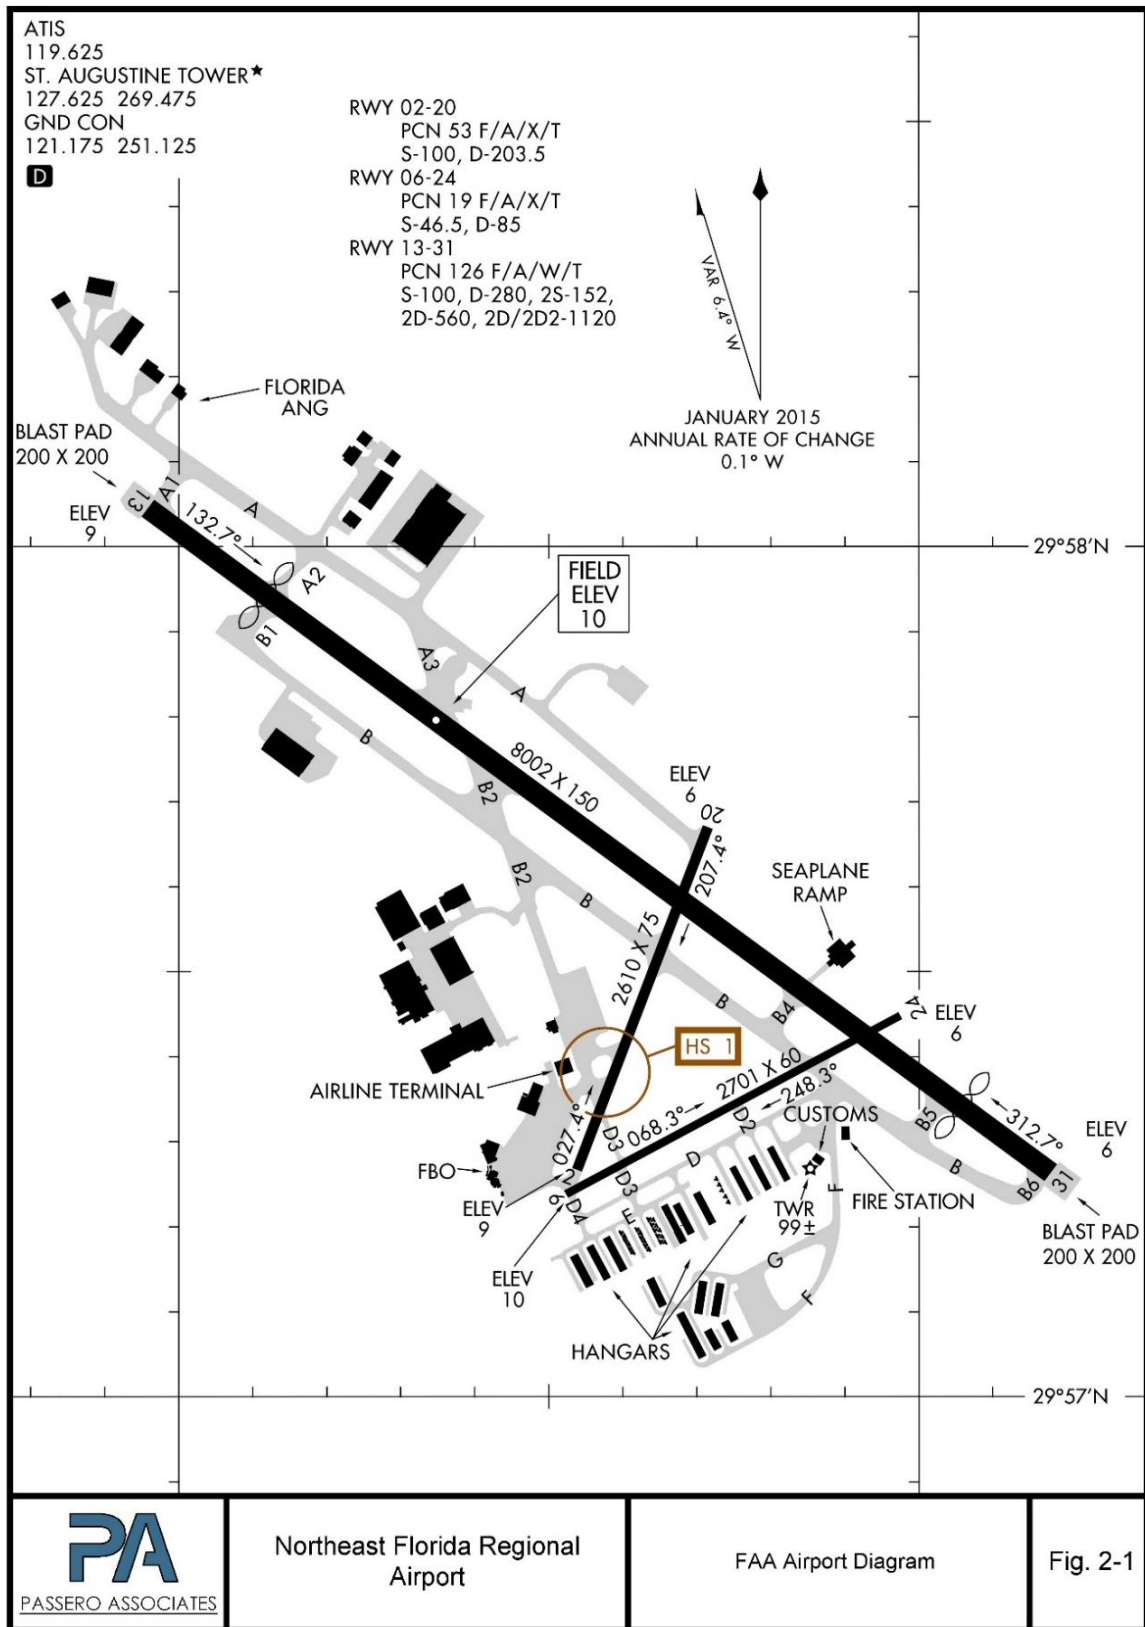 ATIS
119.625
ST. AUGUSTINE TOWER★
127.625 269.475
GND CON
121.175 251.125
D
RWY 02-20
PCN 53 F/A/X/T
S-100, D-203.5
RWY 06-24
PCN 19 F/A/X/T
S-46.5, D-85
RWY 13-31
PCN 126 F/A/W/T
S-100, D-280, 2S-152,
2D-560, 2D/2D2-1120
VAR 6.4° W
JANUARY 2015
ANNUAL RATE OF CHANGE
0.1° W
FLORIDA
ANG
BLAST PAD
200 X 200
ELEV
9
13
A1
132.7°
A
A2
B1
29°58'N
FIELD
ELEV
10
A3
A
B
8002 X 150
B2
ELEV
6
20
207.4°
B2
B
SEAPLANE
RAMP
2610 X 75
B
B4
24
ELEV
6
HS 1
AIRLINE TERMINAL
2701 X 60
248.3°
068.3°
027.4°
D3
D2
CUSTOMS
B5
312.7°
ELEV
6
FBO
2
6
D4
D3
D
E
TWR
99±
F
FIRE STATION
B
B6
31
BLAST PAD
200 X 200
ELEV
9
ELEV
10
G
F
HANGARS
29°57'N
PA
PASSERO ASSOCIATES
Northeast Florida Regional
Airport
FAA Airport Diagram
Fig. 2-1